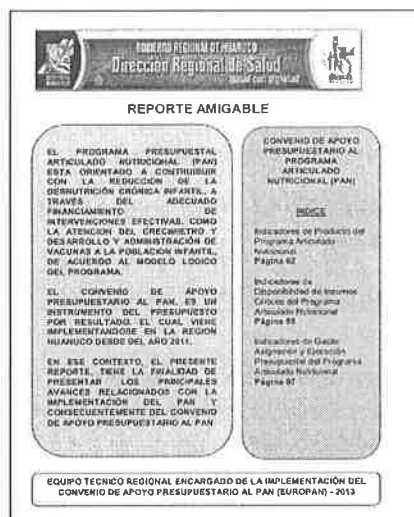 GOBIERNO REGIONAL DE HUANUCO
Dirección Regional de Salud
REPORTE AMIGABLE
EL PROGRAMA PRESUPUESTAL
ARTICULADO NUTRICIONAL (PAN)
ESTA ORIENTADO A CONTRIBUIR
CON LA REDUCCION DE LA
DESNUTRICIÓN CRÓNICA INFANTIL, A
TRAVES DEL ADECUADO
FINANCIAMIENTO DE
INTERVENCIONES EFECTIVAS, COMO
LA ATENCION DEL CRECIMIETNO Y
DESARROLLO Y ADMINISTRACIÓN DE
VACUNAS A LA POBLACION INFANTIL,
DE ACUERDO AL MODELO LOGICO
DEL PROGRAMA.
EL CONVENIO DE APOYO
PRESUPUESTARIO AL PAN, ES UN
INSTRUMENTO DEL PRESUPUESTO
POR RESULTADO, EL CUAL VIENE
IMPLEMENTANDOSE EN LA REGION
HUANUCO DESDE DEL AÑO 2011.
EN ESE CONTEXTO, EL PRESENTE
REPORTE, TIENE LA FINALIDAD DE
PRESENTAR LOS PRINCIPALES
AVANCES RELACIONADOS CON LA
IMPLEMENTACIÓN DEL PAN Y
CONSECUENTEMENTE DEL CONVENIO
DE APOYO PRESUPUESTARIO AL PAN
CONVENIO DE APOYO
PRESUPUESTARIO AL
PROGRAMA
ARTICULADO
NUTRICIONAL (PAN)
INDICE
Indicadores de Producto del
Programa Articulado
Nutricional
Página 02
Indicadores de
Disponibilidad de Insumos
Críticos del Programa
Articulado Nutricional
Página
Indicadores de Gasto
Asignación y Ejecución
Presupuestal del Programa
Articulado Nutricional
Página 07
EQUIPO TECNICO REGIONAL ENCARGADO DE LA IMPLEMENTACIÓN DEL
CONVENIO DE APOYO PRESUPUESTARIO AL PAN (EUROPAN) - 2013